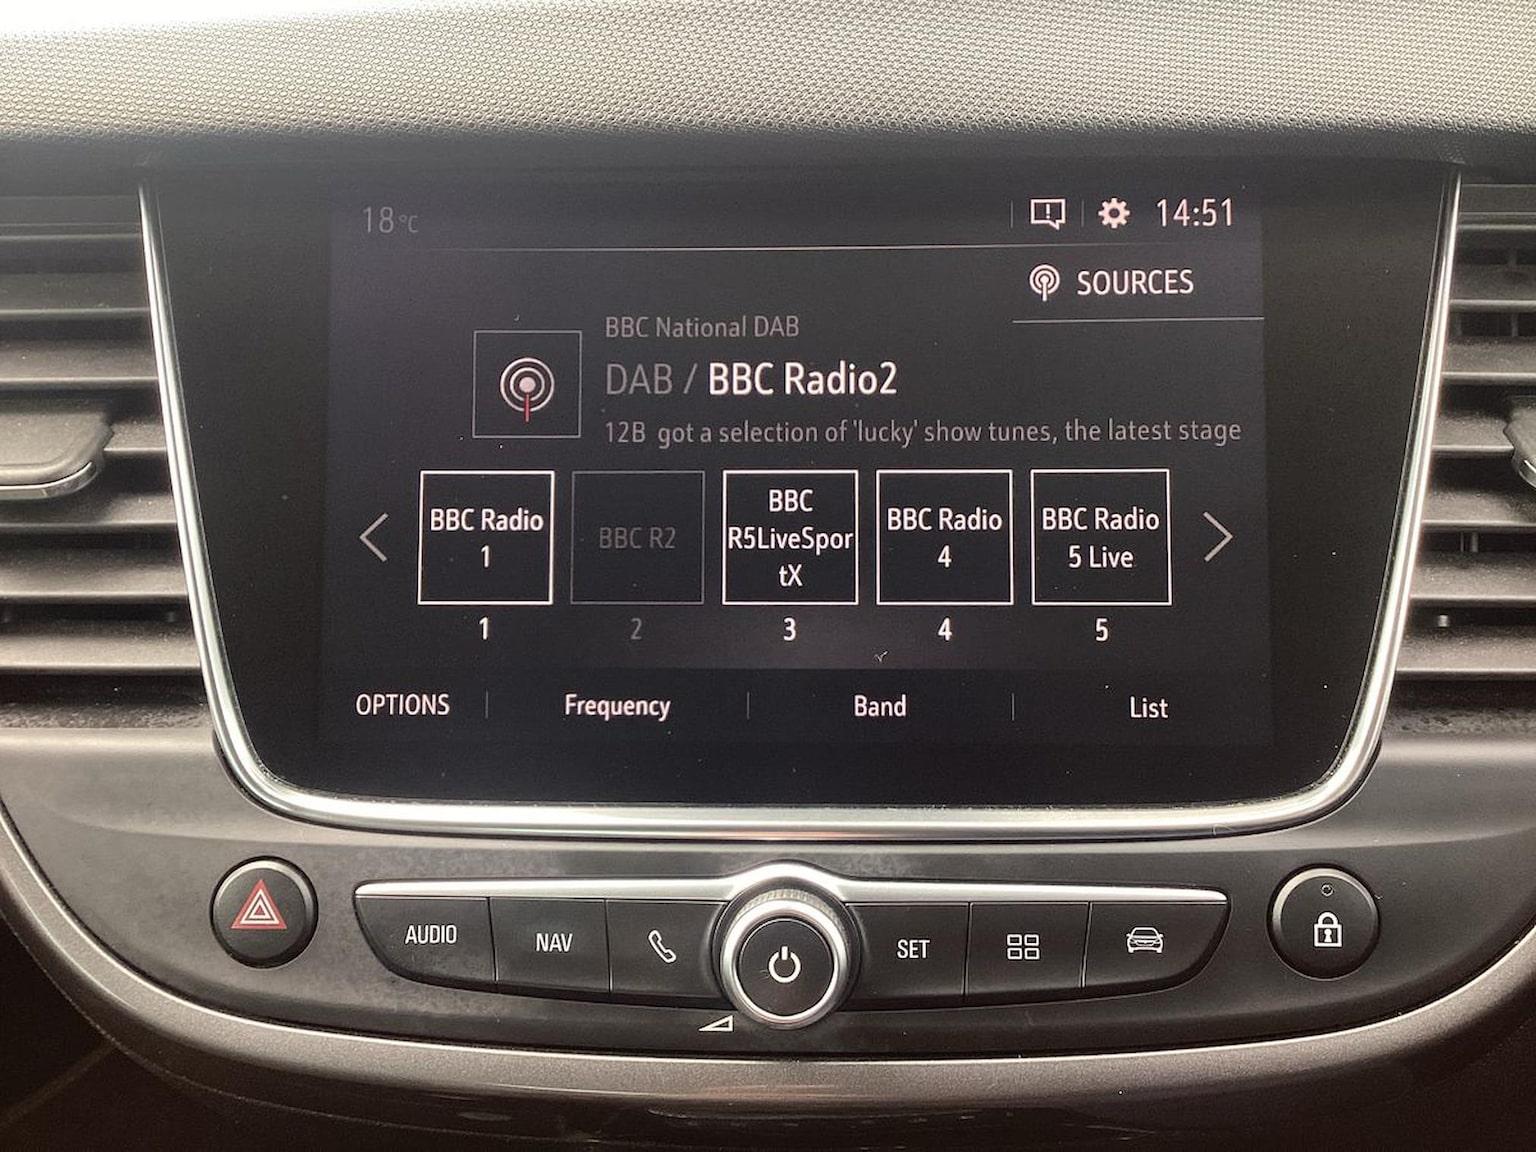 18°C
14:51
SOURCES
BBC National DAB
DAB / BBC Radio2
12B got a selection of 'lucky' show tunes, the latest stage
BBC Radio
1
BBC R2
BBC
R5LiveSpor
tX
BBC Radio
4
BBC Radio
5 Live
1
2
3
4
5
OPTIONS
Frequency
Band
List
AUDIO
NAV
SET